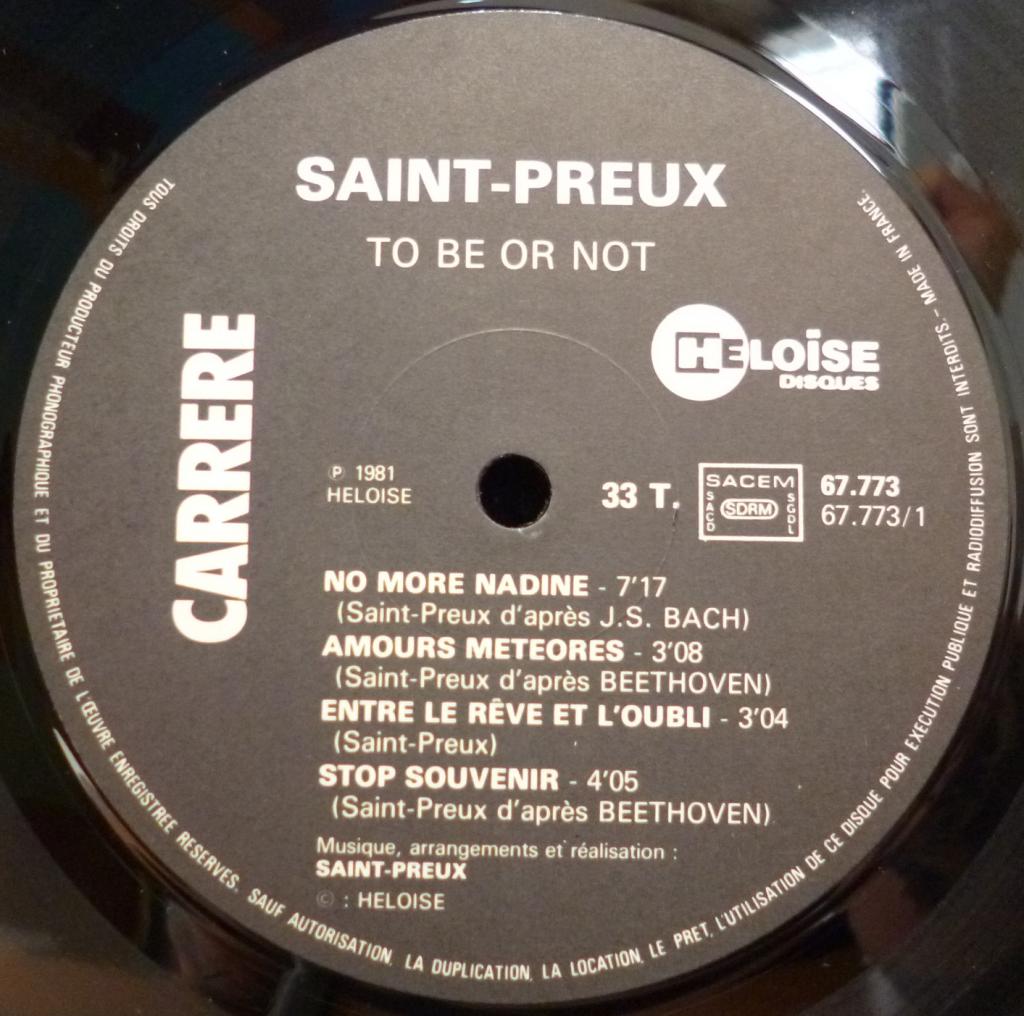 SAINT-PREUX
TO BE OR NOT
CARRERE
HELOÏSE
DISQUES
℗ 1981
HELOISE
33 T.
SACEM
SACD
SDRM
SGDL
67.773
67.773/1
NO MORE NADINE - 7'17
(Saint-Preux d'après J.S. BACH)
AMOURS METEORES - 3'08
(Saint-Preux d'après BEETHOVEN)
ENTRE LE RÊVE ET L'OUBLI - 3'04
(Saint-Preux)
STOP SOUVENIR - 4'05
(Saint-Preux d'après BEETHOVEN)
Musique, arrangements et réalisation :
SAINT-PREUX
© : HELOISE
TOUS DROITS DU PRODUCTEUR PHONOGRAPHIQUE ET DU PROPRIETAIRE DE L'ŒUVRE ENREGISTREE RESERVES. SAUF AUTORISATION, LA DUPLICATION, LA LOCATION, LE PRET, L'UTILISATION DE CE DISQUE POUR EXECUTION PUBLIQUE ET RADIODIFFUSION SONT INTERDITS. - MADE IN FRANCE.